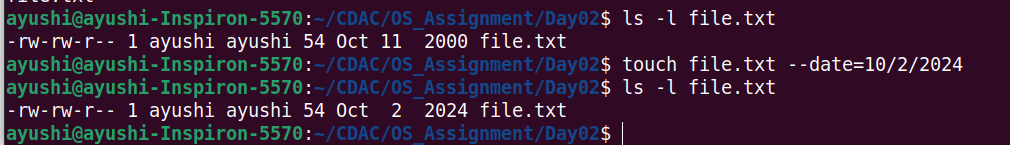 ayushi@ayushi-Inspiron-5570:~/CDAC/OS_Assignment/Day02$ ls -l file.txt
-rw-rw-r-- 1 ayushi ayushi 54 Oct 11  2000 file.txt
ayushi@ayushi-Inspiron-5570:~/CDAC/OS_Assignment/Day02$ touch file.txt --date=10/2/2024
ayushi@ayushi-Inspiron-5570:~/CDAC/OS_Assignment/Day02$ ls -l file.txt
-rw-rw-r-- 1 ayushi ayushi 54 Oct  2  2024 file.txt
ayushi@ayushi-Inspiron-5570:~/CDAC/OS_Assignment/Day02$